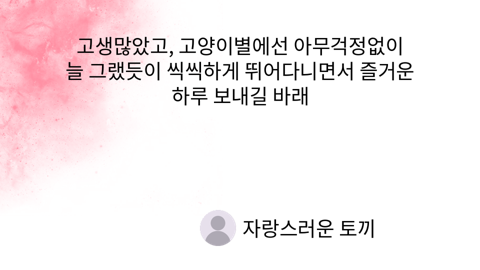 고생많았고, 고양이별에선 아무걱정없이
늘 그랬듯이 씩씩하게 뛰어다니면서 즐거운
하루 보내길 바래
자랑스러운 토끼